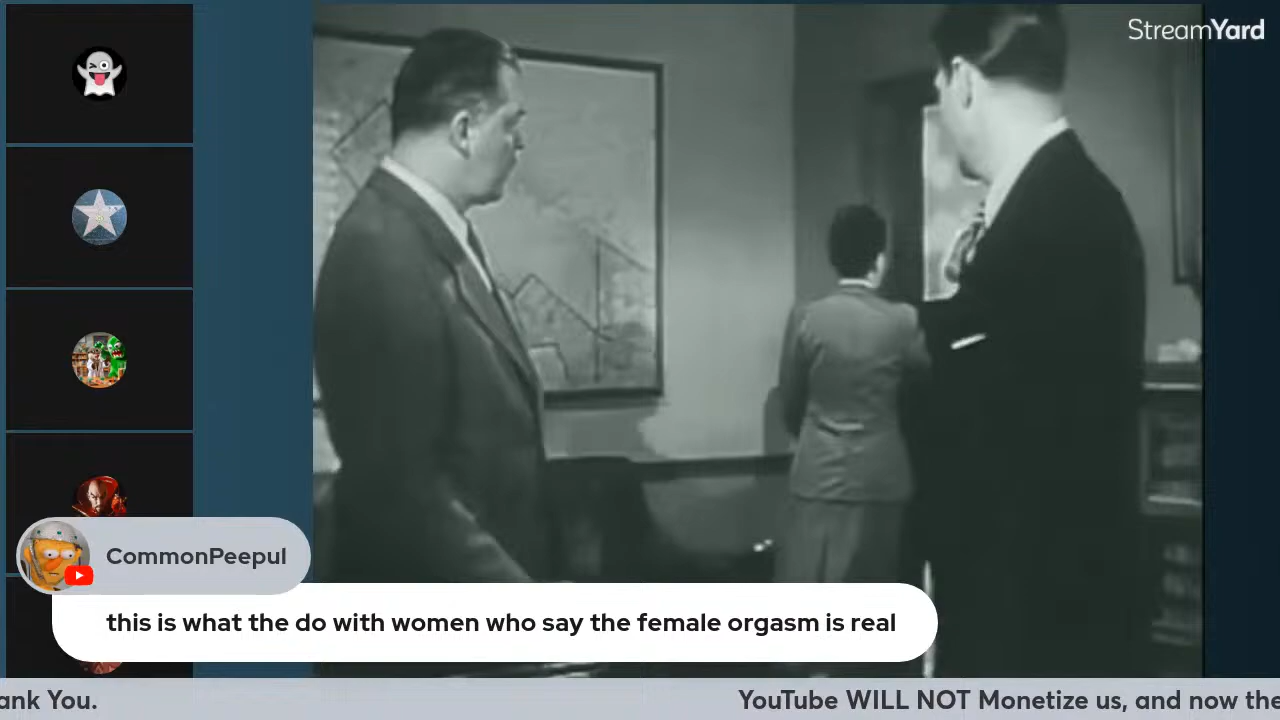 StreamYard
CommonPeepul
this is what the do with women who say the female orgasm is real
ank You.
YouTube WILL NOT Monetize us, and now the